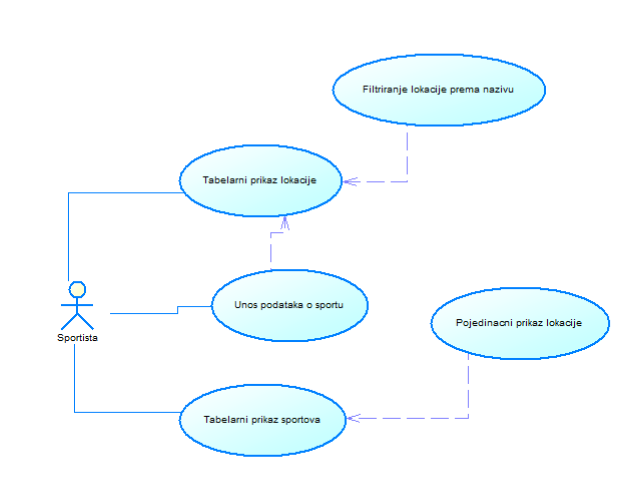 Filtriranje lokacije prema nazivu
Tabelarni prikaz lokacije
Unos podataka o sportu
Pojedinacni prikaz lokacije
Sportista
Tabelarni prikaz sportova